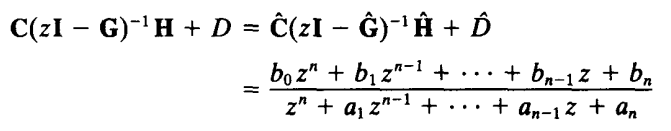 C(zI − G)⁻¹H + D = Ĉ(zI − Ĝ)⁻¹Ĥ + D̂
= (b₀zⁿ + b₁zⁿ⁻¹ + ··· + bₙ₋₁z + bₙ) / (zⁿ + a₁zⁿ⁻¹ + ··· + aₙ₋₁z + aₙ)